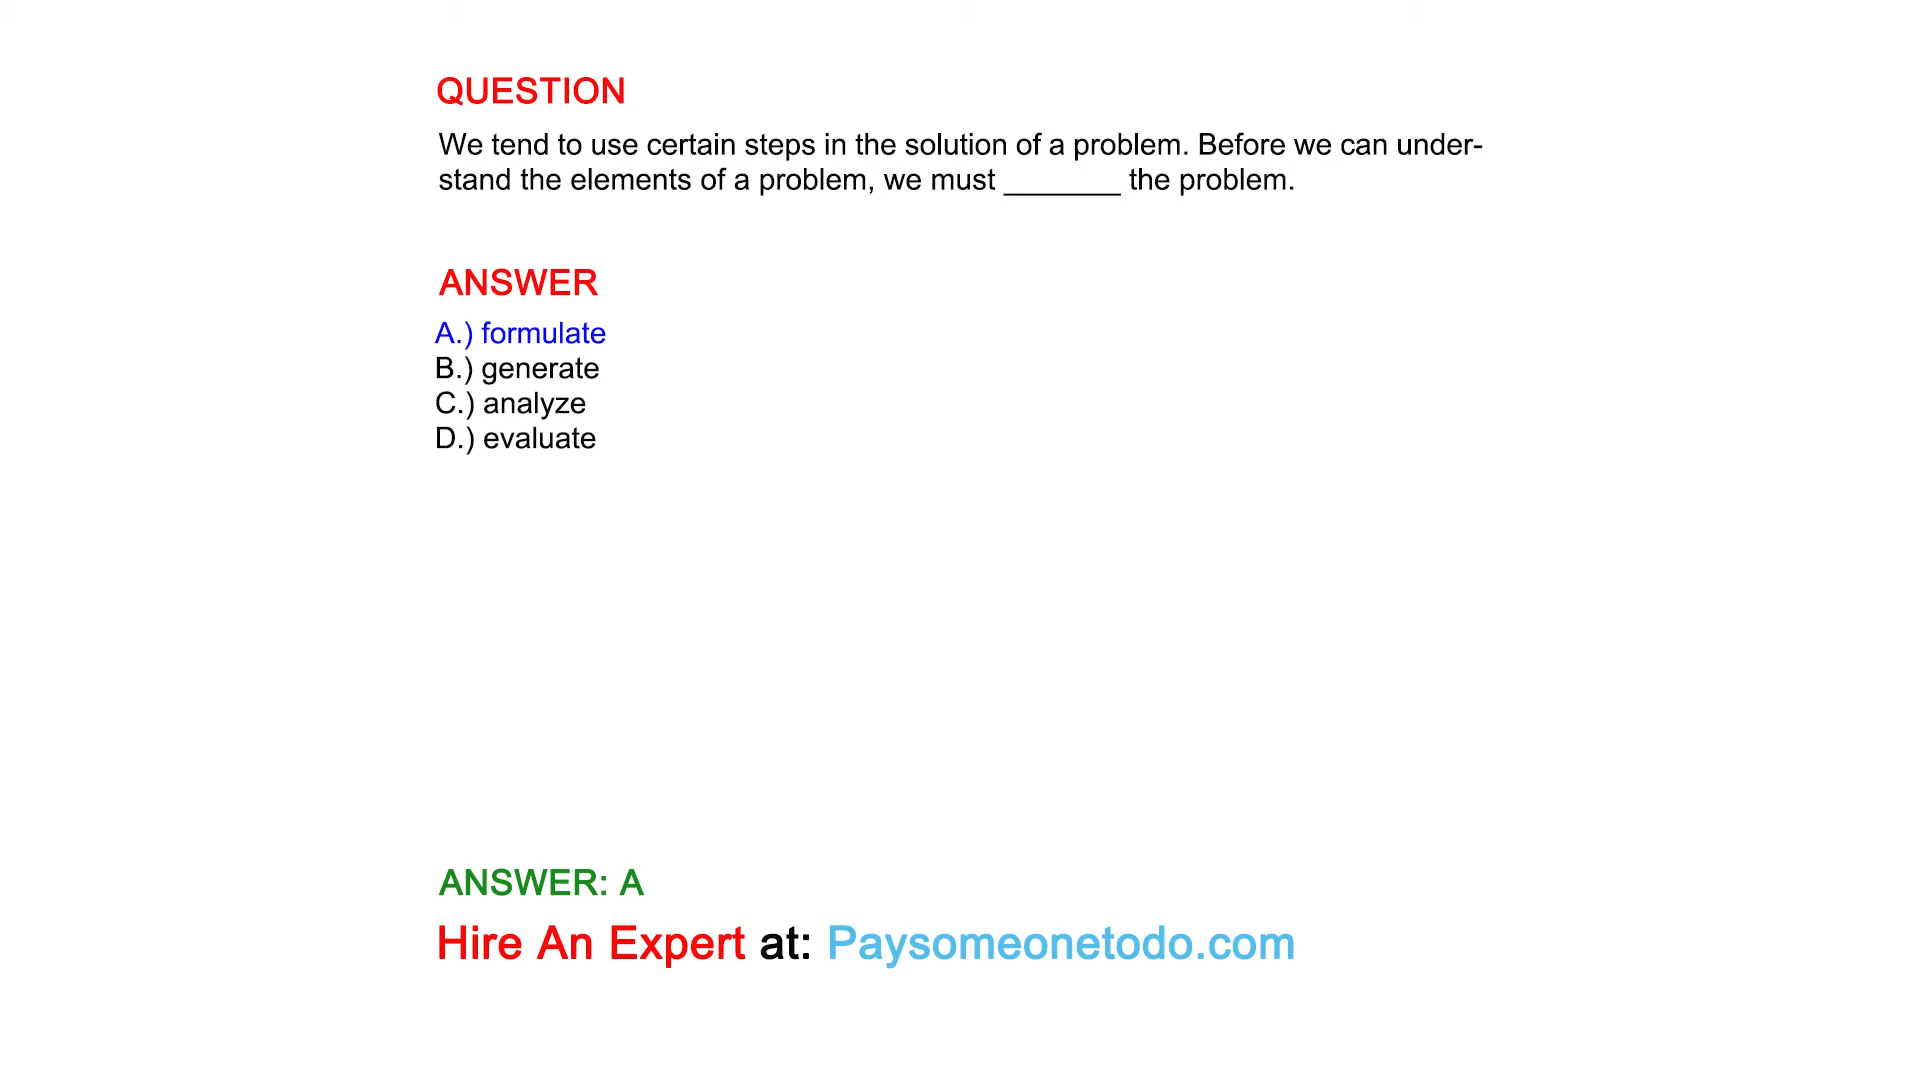 QUESTION
We tend to use certain steps in the solution of a problem. Before we can under-
stand the elements of a problem, we must _______ the problem.
ANSWER
A.) formulate
B.) generate
C.) analyze
D.) evaluate
ANSWER: A
Hire An Expert at: Paysomeonetodo.com